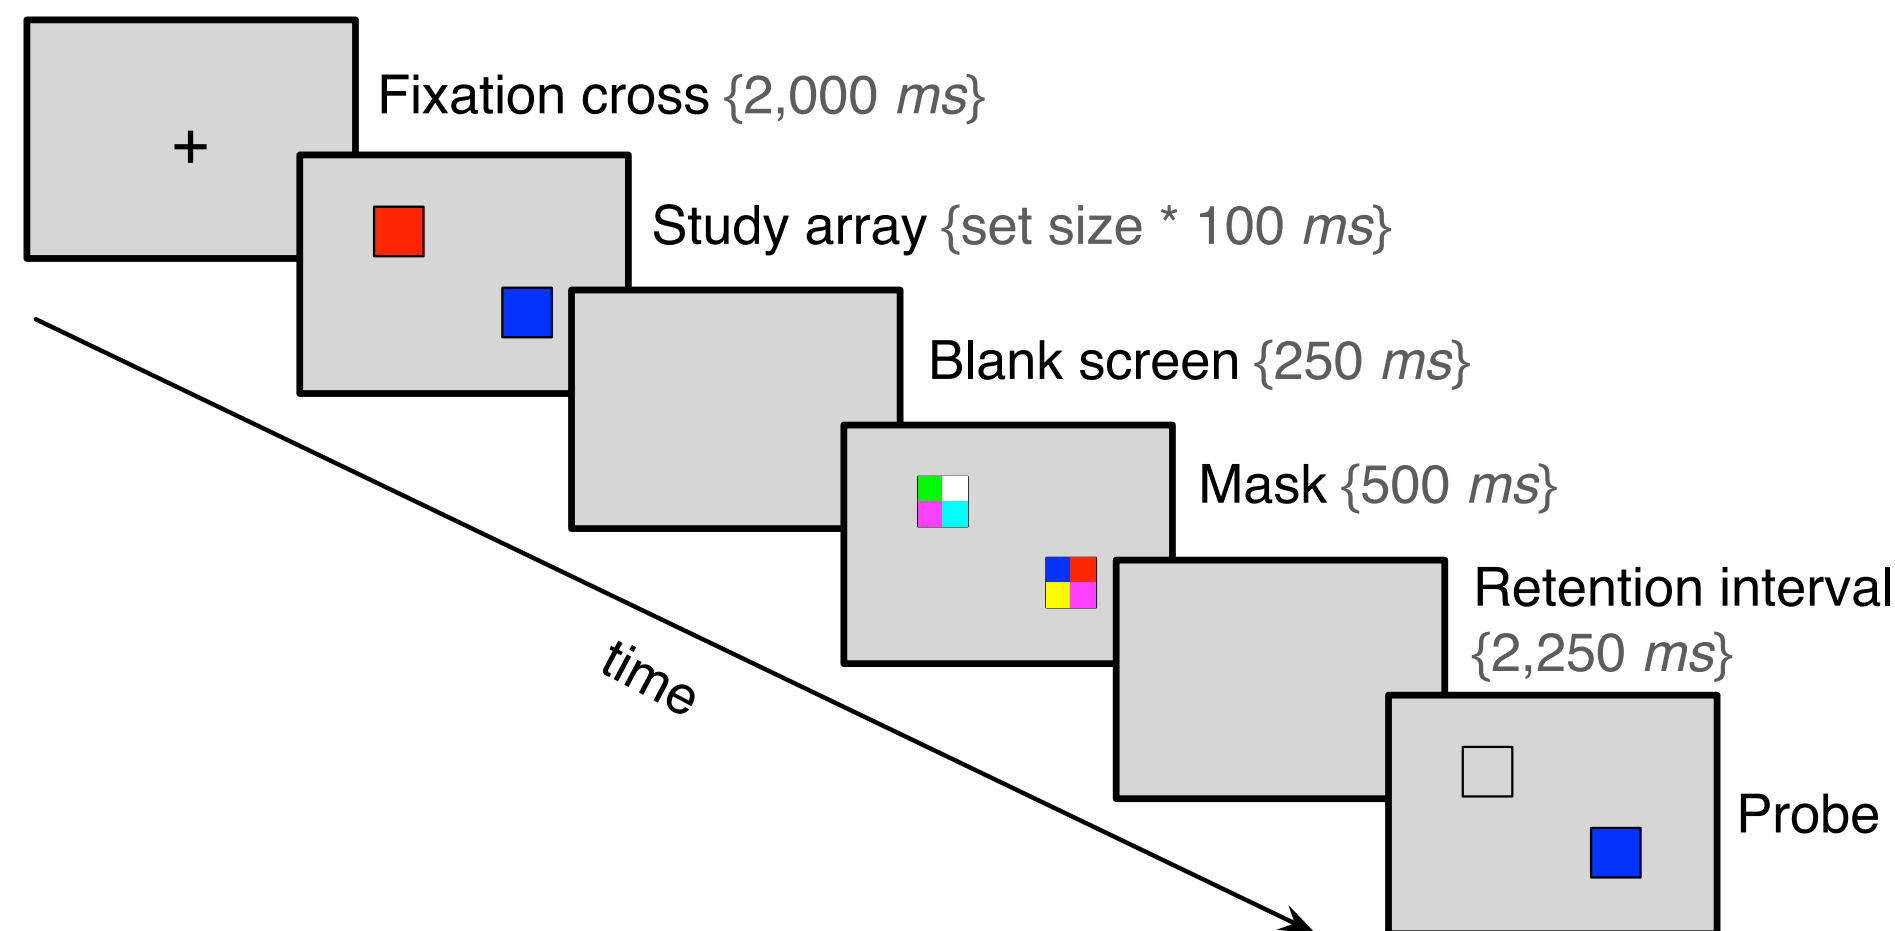 Fixation cross {2,000 ms}
Study array {set size * 100 ms}
Blank screen {250 ms}
Mask {500 ms}
Retention interval
{2,250 ms}
time
Probe